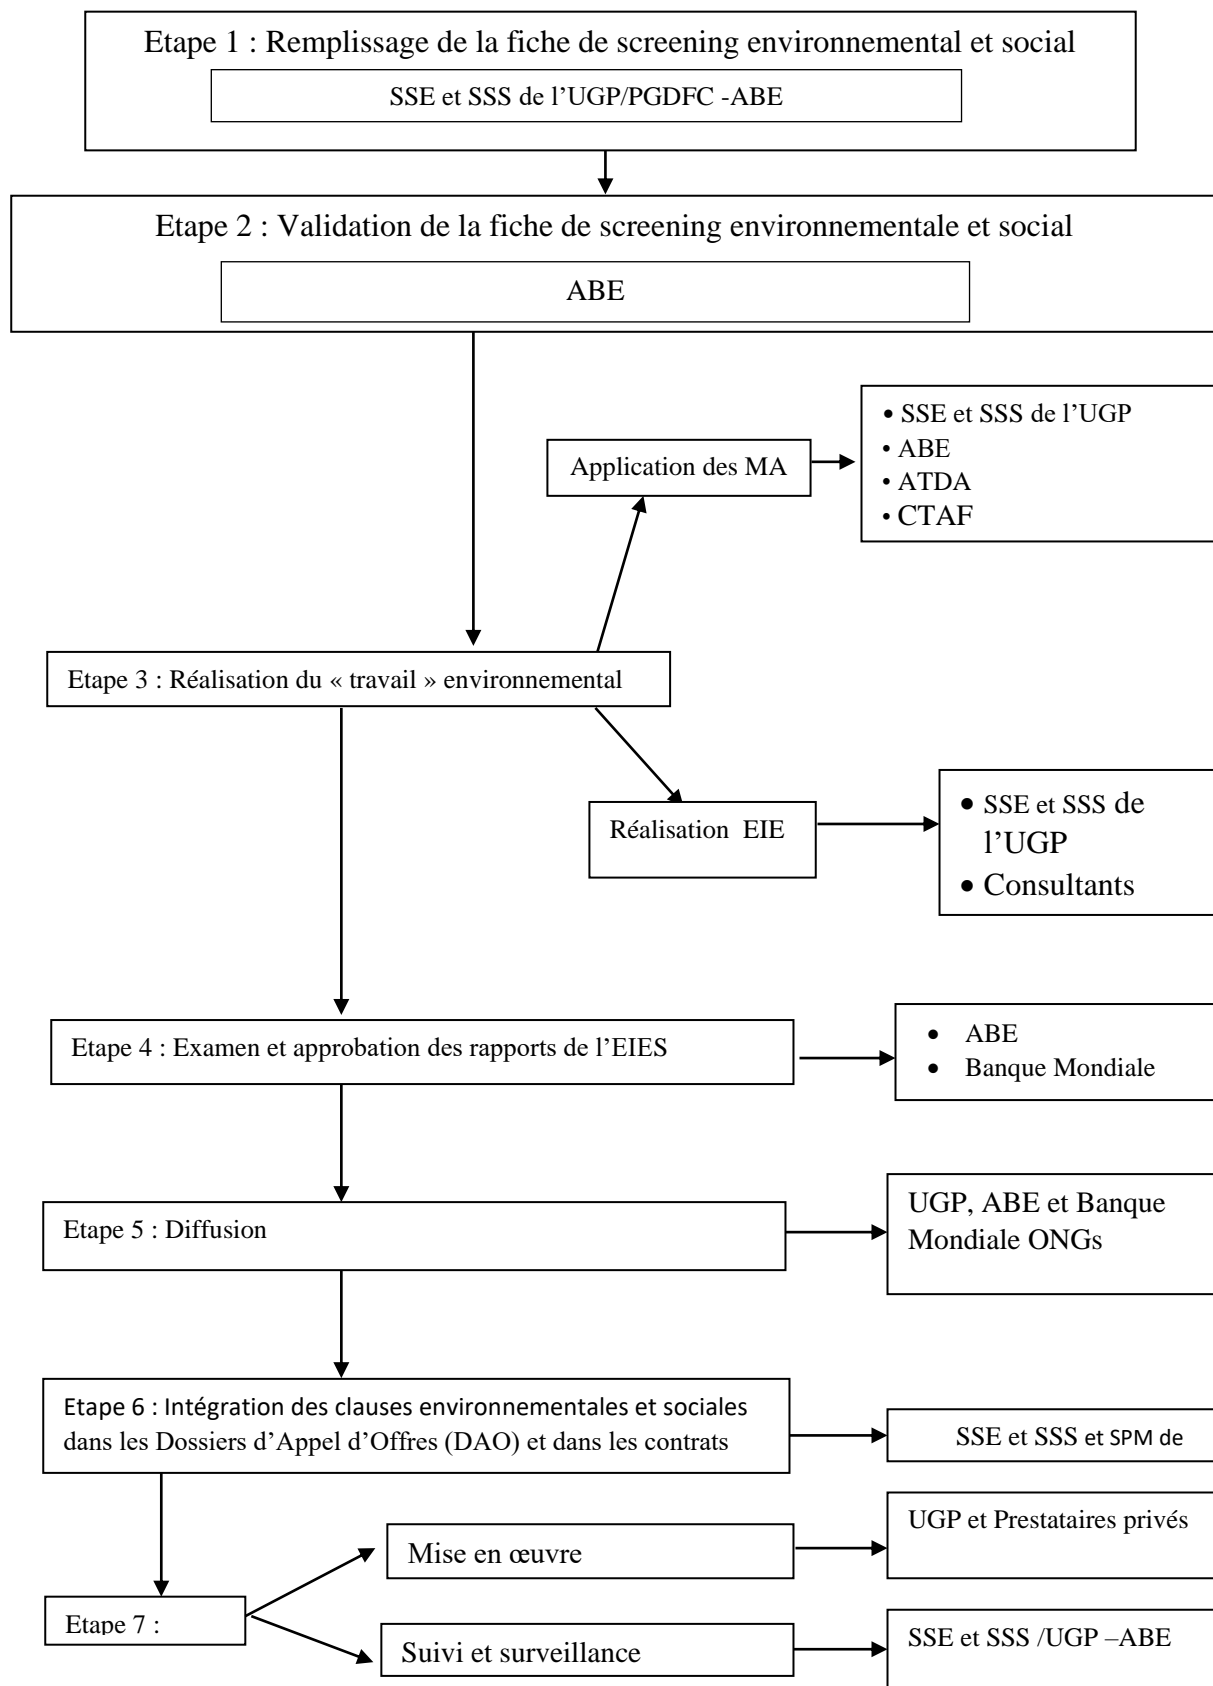 Etape 1 : Remplissage de la fiche de screening environnemental et social
SSE et SSS de l’UGP/PGDFC -ABE
Etape 2 : Validation de la fiche de screening environnementale et social
ABE
Application des MA
• SSE et SSS de l’UGP
• ABE
• ATDA
• CTAF
Etape 3 : Réalisation du « travail » environnemental
Réalisation EIE
• SSE et SSS de
l’UGP
• Consultants
Etape 4 : Examen et approbation des rapports de l’EIES
• ABE
• Banque Mondiale
Etape 5 : Diffusion
UGP, ABE et Banque
Mondiale ONGs
Etape 6 : Intégration des clauses environnementales et sociales
dans les Dossiers d’Appel d’Offres (DAO) et dans les contrats
SSE et SSS et SPM de
Etape 7 :
Mise en œuvre
UGP et Prestataires privés
Suivi et surveillance
SSE et SSS /UGP –ABE